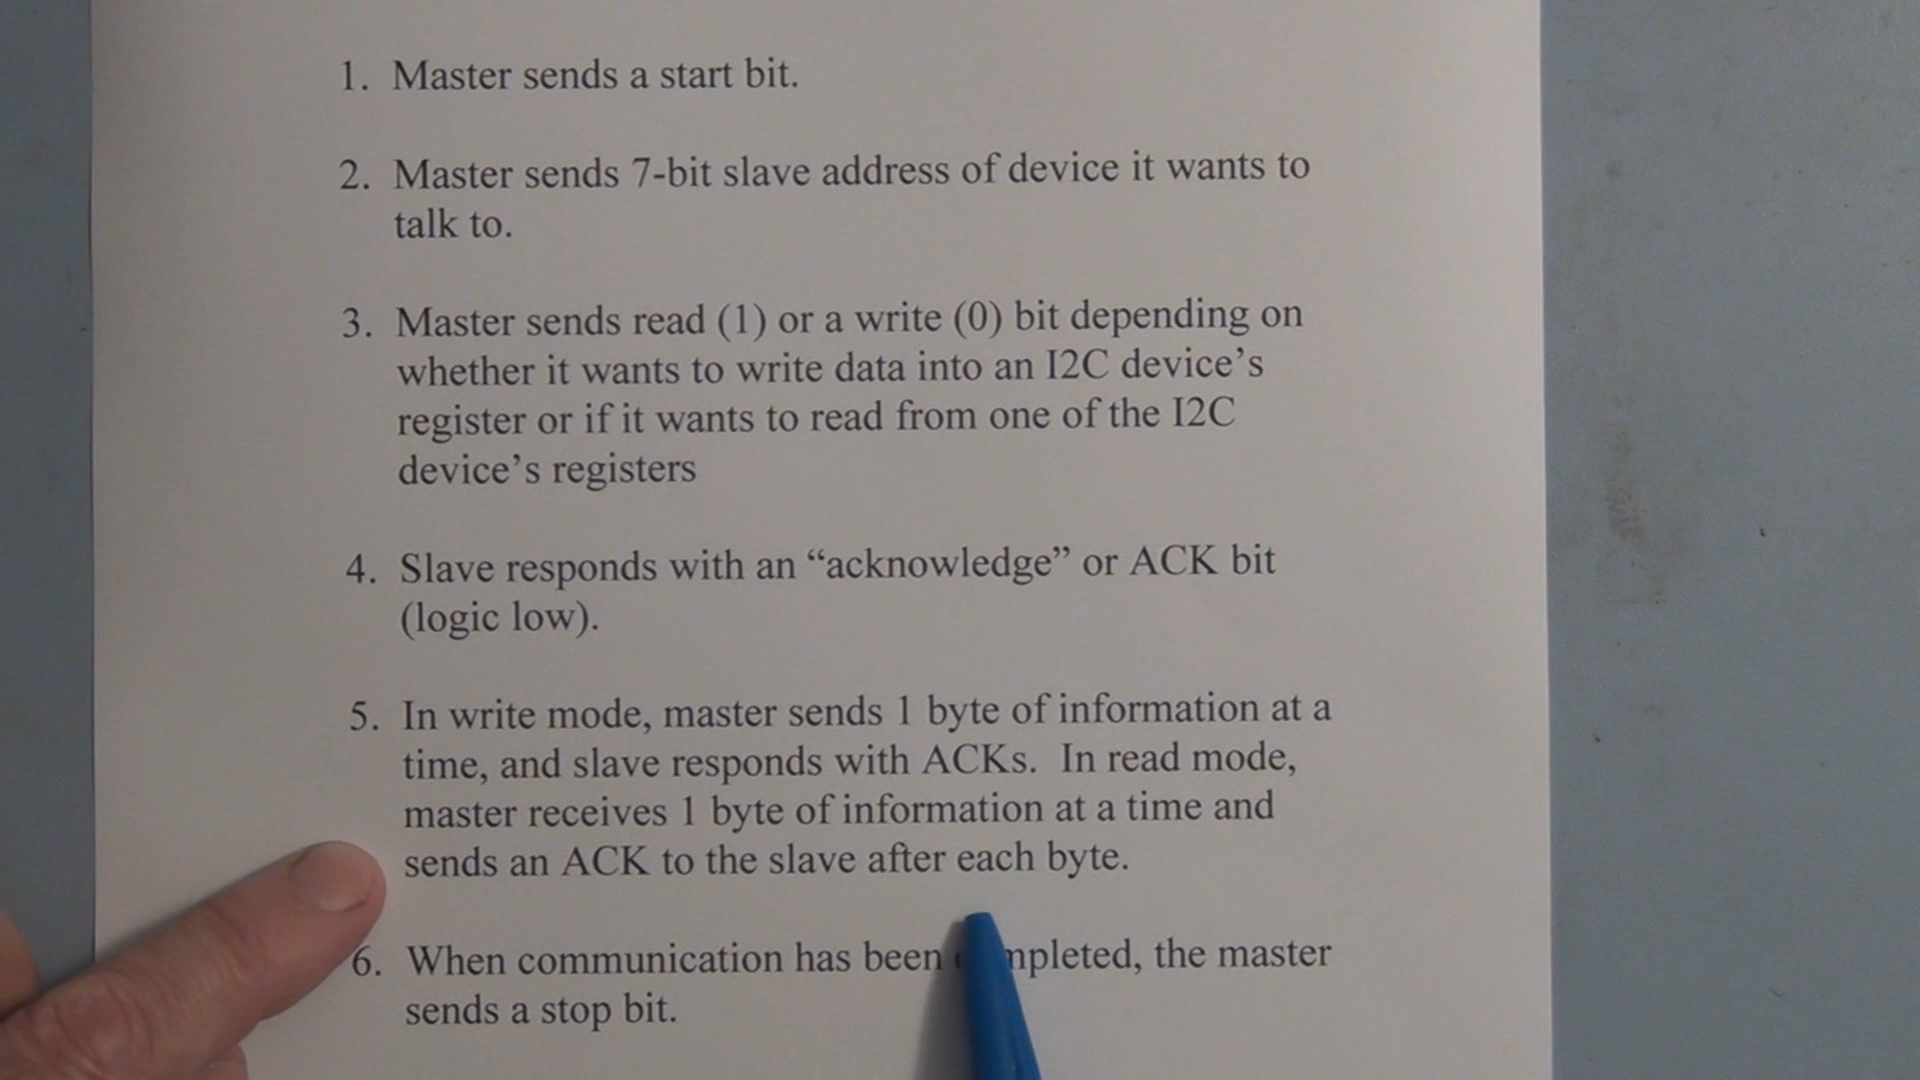 1. Master sends a start bit.
2. Master sends 7-bit slave address of device it wants to
talk to.
3. Master sends read (1) or a write (0) bit depending on
whether it wants to write data into an I2C device’s
register or if it wants to read from one of the I2C
device’s registers
4. Slave responds with an “acknowledge” or ACK bit
(logic low).
5. In write mode, master sends 1 byte of information at a
time, and slave responds with ACKs. In read mode,
master receives 1 byte of information at a time and
sends an ACK to the slave after each byte.
6. When communication has been the master
sends a stop bit.